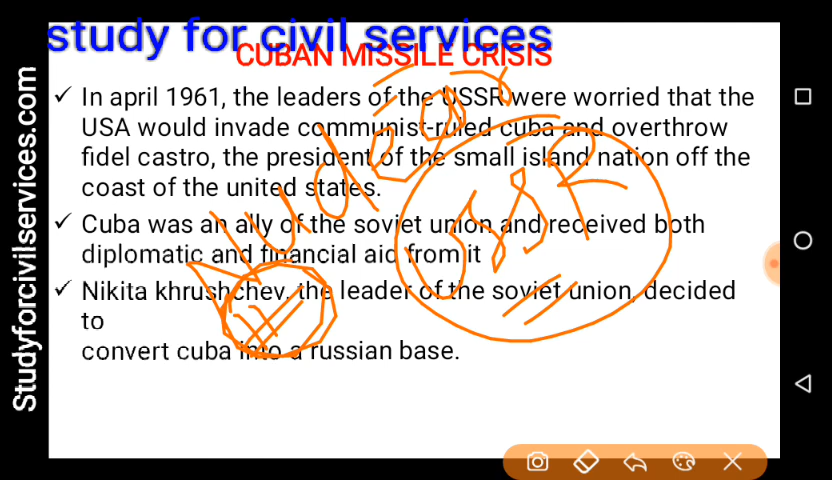 study for civil services
CUBAN MISSILE CRISIS
✓ In april 1961, the leaders of the USSR were worried that the
USA would invade communist-ruled cuba and overthrow
fidel castro, the president of the small island nation off the
coast of the united states.
✓ Cuba was an ally of the soviet union and received both
diplomatic and financial aid from it
✓ Nikita khrushchev, the leader of the soviet union, decided
to
convert cuba into a russian base.
USSR
Studyforcivilservices.com